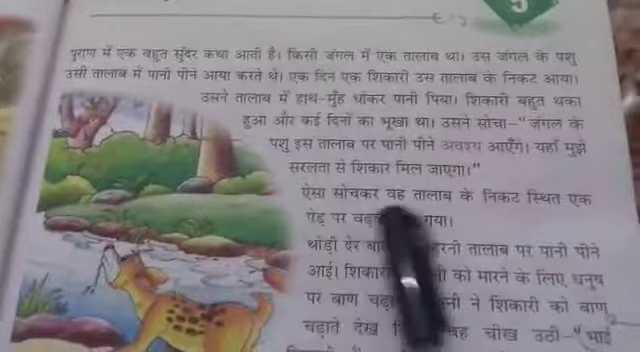 5
पुराण में एक बहुत सुंदर कथा आती है। किसी जंगल में एक तालाब था। उस जंगल के पशु
उसी तालाब में पानी पीने आया करते थे। एक दिन एक शिकारी उस तालाब के निकट आया।
उसने तालाब में हाथ-मुँह धोकर पानी पिया। शिकारी बहुत थका
हुआ और कई दिनों का भूखा था। उसने सोचा–“जंगल के
पशु इस तालाब पर पानी पीने अवश्य आएँगे। यहाँ मुझे
सरलता से शिकार मिल जाएगा।”
ऐसा सोचकर वह तालाब के निकट स्थित एक
पेड़ पर गया।
थोड़ी देर तालाब पर पानी पीने
आई। को मारने के लिए धनुष
पर बाण ने शिकारी को बाण
चढ़ाते देख वह चीख उठी–“भाई